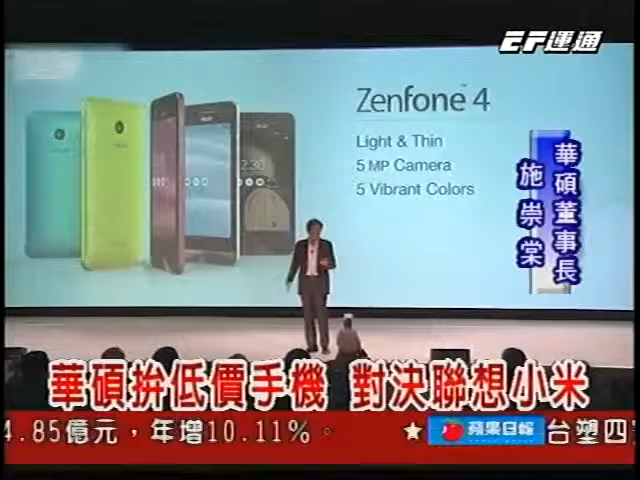 EF運通
Zenfone™ 4
Light & Thin
5 MP Camera
5 Vibrant Colors
華碩董事長
施崇棠
華碩拚低價手機 對決聯想小米
4.85億元，年增10.11%。 ★ 蘋果日報 台塑四